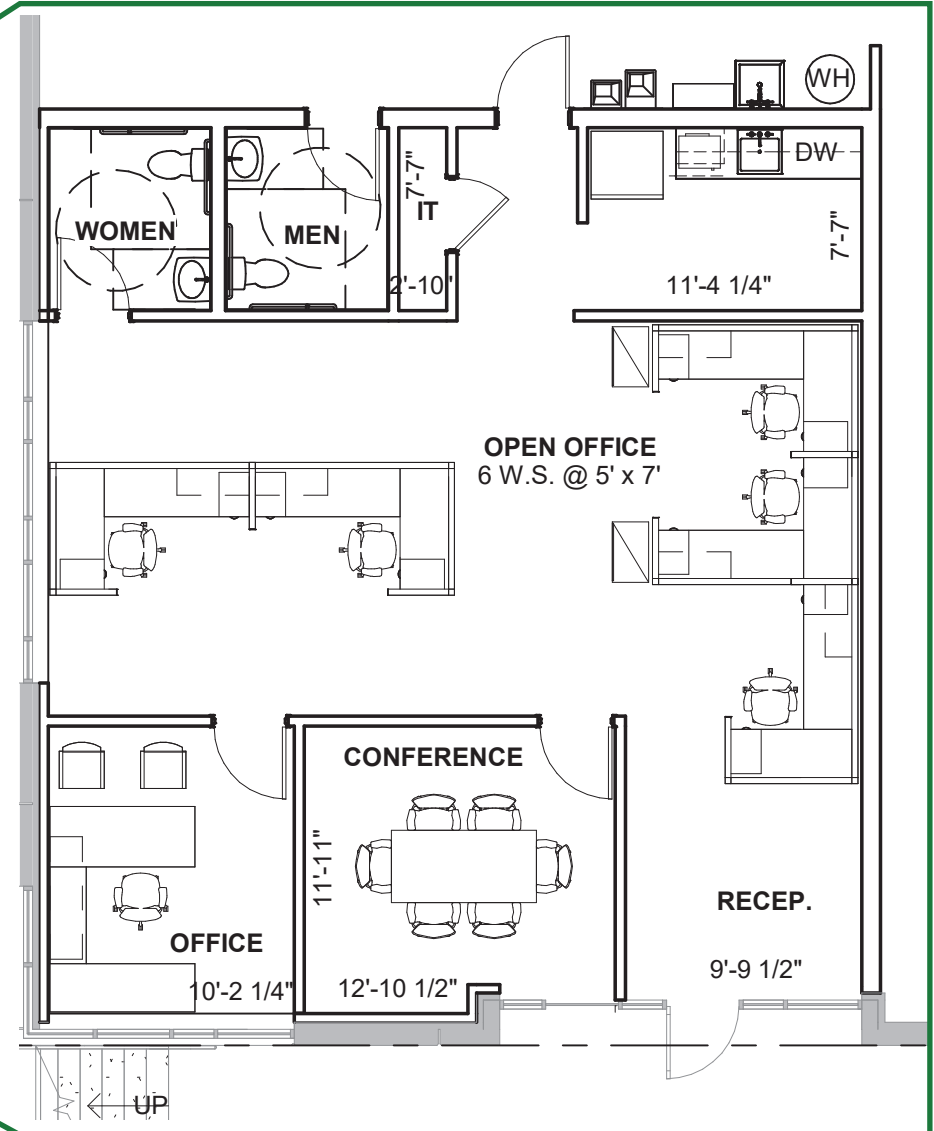 WH
DW
7'-7"
IT
WOMEN
MEN
7'-7"
2'-10"
11'-4 1/4"
OPEN OFFICE
6 W.S. @ 5' x 7'
CONFERENCE
11'-11"
RECEP.
OFFICE
9'-9 1/2"
10'-2 1/4"
12'-10 1/2"
UP